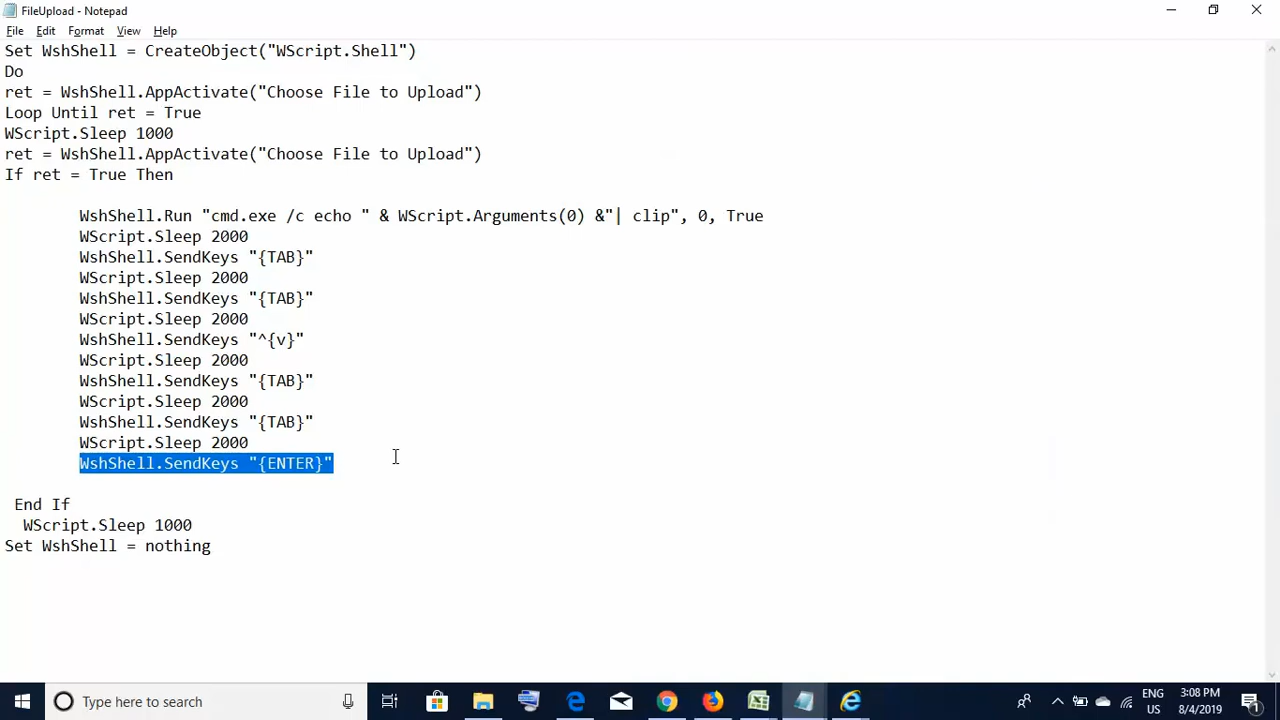 FileUpload - Notepad
File Edit Format View Help
Set WshShell = CreateObject("WScript.Shell")
Do
ret = WshShell.AppActivate("Choose File to Upload")
Loop Until ret = True
WScript.Sleep 1000
ret = WshShell.AppActivate("Choose File to Upload")
If ret = True Then
WshShell.Run "cmd.exe /c echo " & WScript.Arguments(0) &"| clip", 0, True
WScript.Sleep 2000
WshShell.SendKeys "{TAB}"
WScript.Sleep 2000
WshShell.SendKeys "{TAB}"
WScript.Sleep 2000
WshShell.SendKeys "^{v}"
WScript.Sleep 2000
WshShell.SendKeys "{TAB}"
WScript.Sleep 2000
WshShell.SendKeys "{TAB}"
WScript.Sleep 2000
WshShell.SendKeys "{ENTER}"
End If
WScript.Sleep 1000
Set WshShell = nothing
Type here to search
ENG
US
3:08 PM
8/4/2019
1